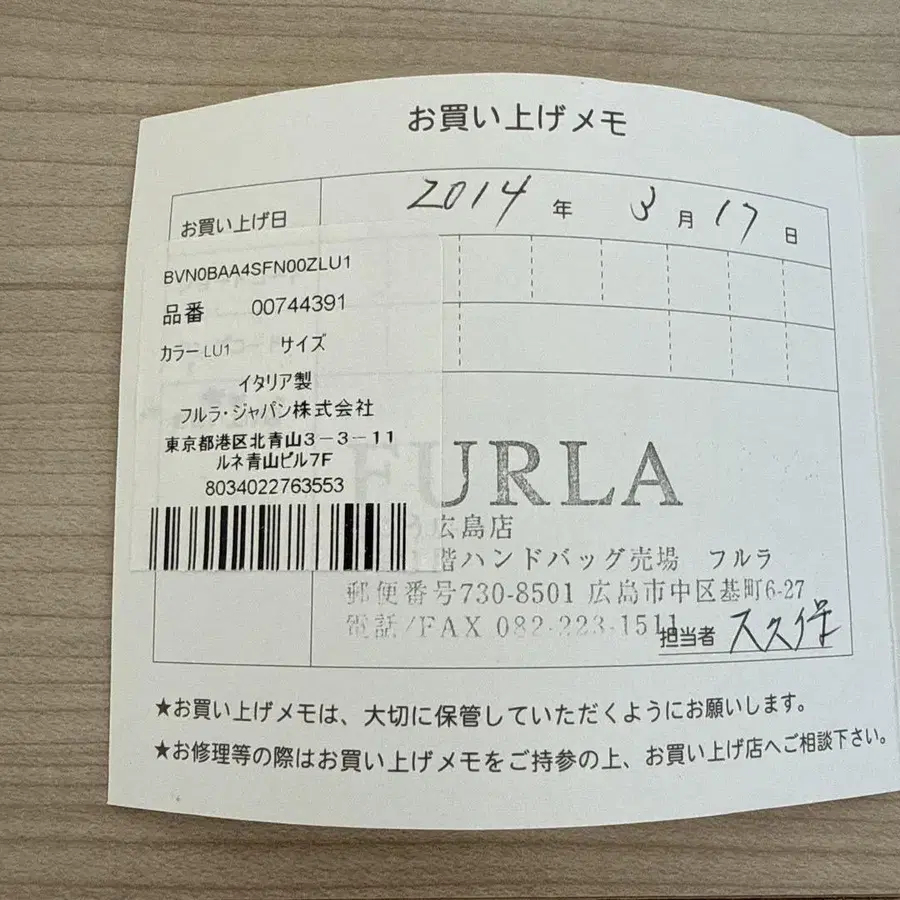 お買い上げメモ
お買い上げ日 2014 年 3 月 17 日
BVN0BAA4SFN00ZLU1
品番 00744391
カラー LU1 サイズ
イタリア製
フルラ・ジャパン株式会社
東京都港区北青山3-3-11
ルネ青山ビル7F
8034022763553
FURLA
広島店
階ハンドバッグ売場 フルラ
郵便番号730-8501 広島市中区基町6-27
電話/FAX 082-223-1511
担当者 大久保
★お買い上げメモは、大切に保管していただくようにお願いします。
★お修理等の際はお買い上げメモをご持参の上、お買い上げ店へご相談下さい。